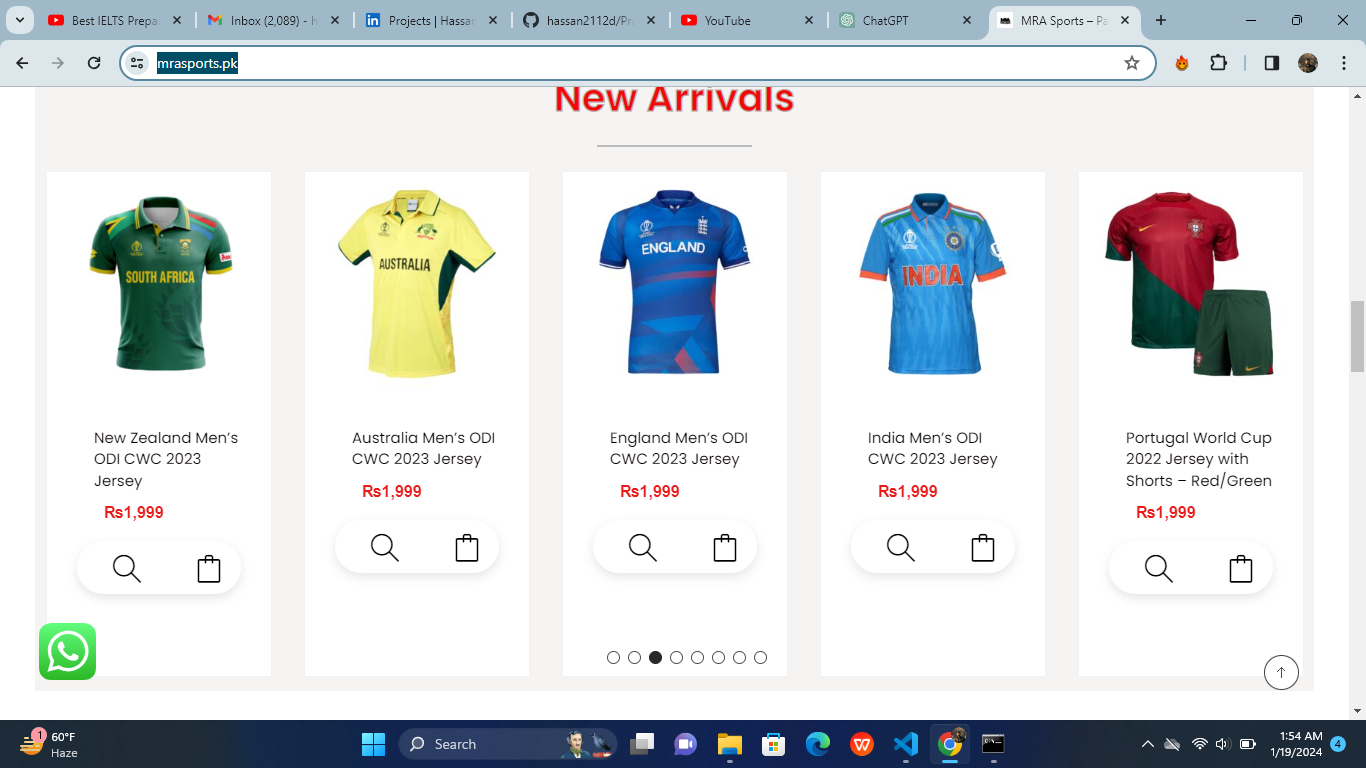 Best IELTS Prepa
Inbox (2,089) - h
Projects | Hassan
hassan2112d/Pr
YouTube
ChatGPT
MRA Sports – Pa
mrasports.pk
New Arrivals
SOUTH AFRICA
AUSTRALIA
ENGLAND
INDIA
New Zealand Men's
ODI CWC 2023
Jersey
Rs1,999
Australia Men's ODI
CWC 2023 Jersey
Rs1,999
England Men's ODI
CWC 2023 Jersey
Rs1,999
India Men's ODI
CWC 2023 Jersey
Rs1,999
Portugal World Cup
2022 Jersey with
Shorts – Red/Green
Rs1,999
1
60°F
Haze
Search
1:54 AM
1/19/2024
4